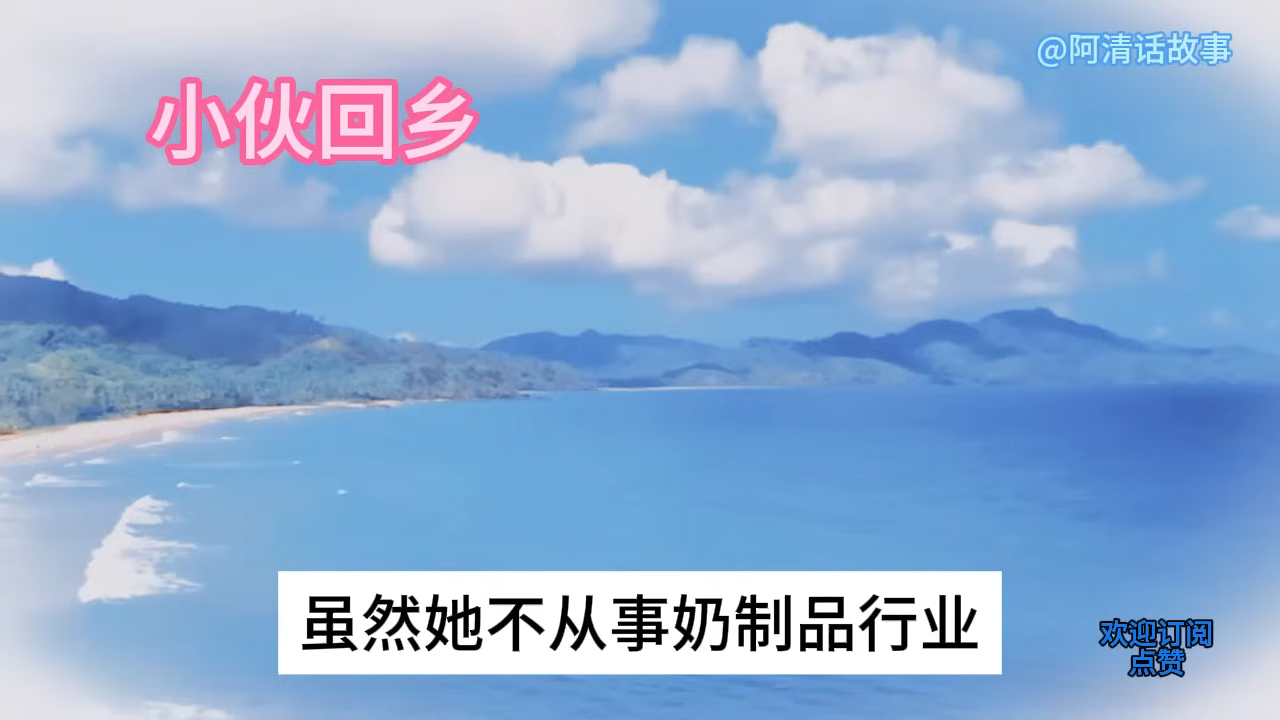 @阿清话故事
小伙回乡
虽然她不从事奶制品行业
欢迎订阅
点赞